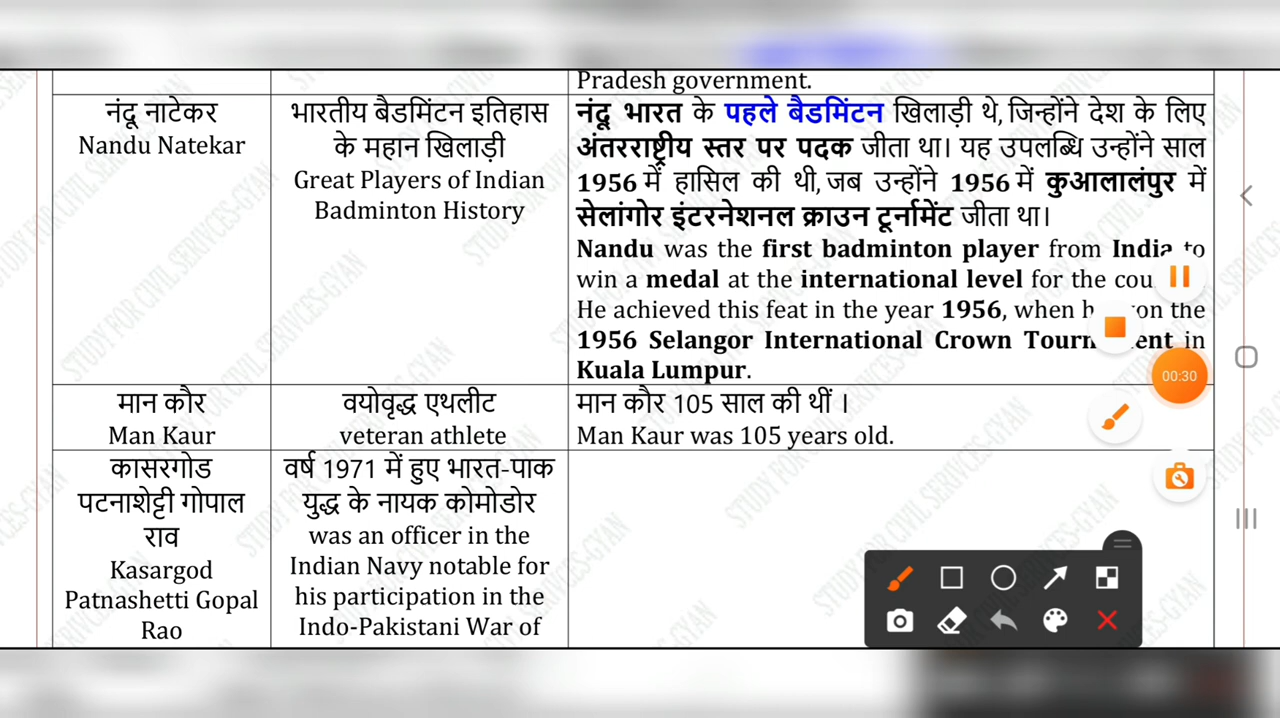 Pradesh government.
नंदू नाटेकर
Nandu Natekar
भारतीय बैडमिंटन इतिहास
के महान खिलाड़ी
Great Players of Indian
Badminton History
नंदू भारत के पहले बैडमिंटन खिलाड़ी थे, जिन्होंने देश के लिए
अंतरराष्ट्रीय स्तर पर पदक जीता था। यह उपलब्धि उन्होंने साल
1956 में हासिल की थी, जब उन्होंने 1956 में कुआलालंपुर में
सेलांगोर इंटरनेशनल क्राउन टूर्नामेंट जीता था।
Nandu was the first badminton player from India to
win a medal at the international level for the
He achieved this feat in the year 1956, when the
1956 Selangor International Crown in
Kuala Lumpur.
मान कौर
Man Kaur
वयोवृद्ध एथलीट
veteran athlete
मान कौर 105 साल की थीं ।
Man Kaur was 105 years old.
कासरगोड
पटनाशेट्टी गोपाल
राव
Kasargod
Patnashetti Gopal
Rao
वर्ष 1971 में हुए भारत-पाक
युद्ध के नायक कोमोडोर
was an officer in the
Indian Navy notable for
his participation in the
Indo-Pakistani War of
00:30
STUDY FOR CIVIL SERIVCES-GYAN